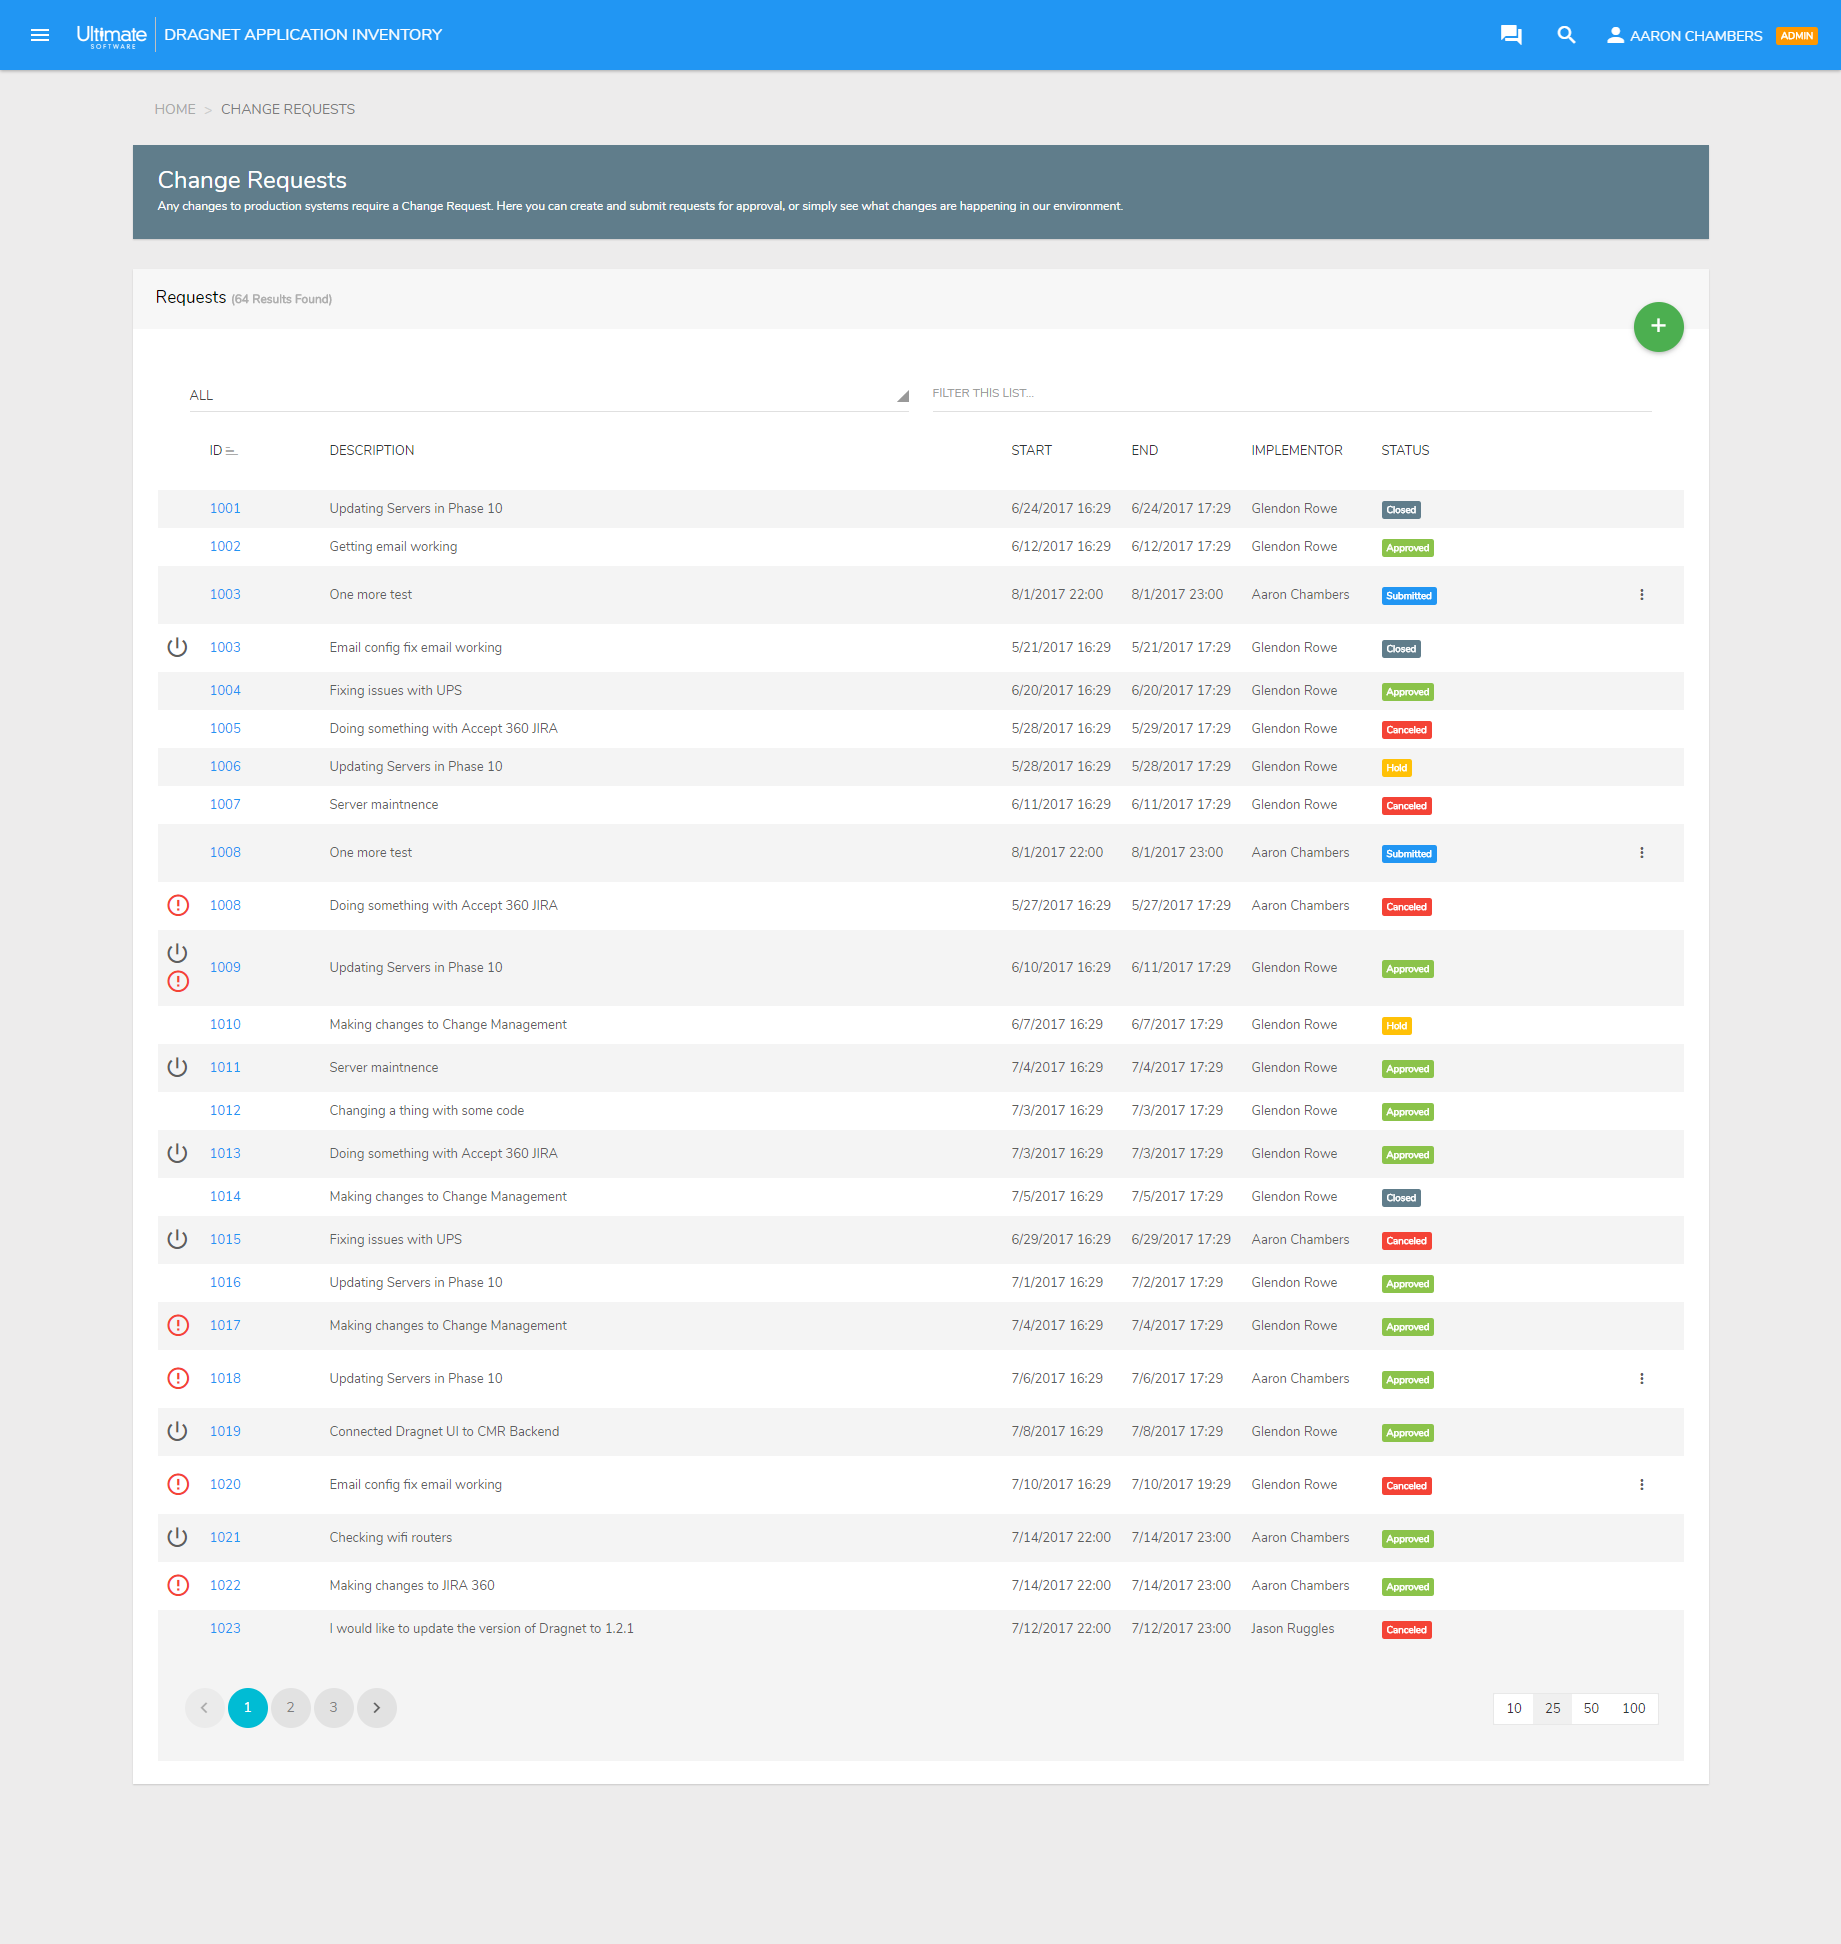 Ultimate SOFTWARE DRAGNET APPLICATION INVENTORY AARON CHAMBERS ADMIN
HOME > CHANGE REQUESTS
Change Requests
Any changes to production systems require a Change Request. Here you can create and submit requests for approval, or simply see what changes are happening in our environment.
Requests (64 Results Found)
+
ALL FILTER THIS LIST...
ID DESCRIPTION START END IMPLEMENTOR STATUS
1001 Updating Servers in Phase 10 6/24/2017 16:29 6/24/2017 17:29 Glendon Rowe Closed
1002 Getting email working 6/12/2017 16:29 6/12/2017 17:29 Glendon Rowe Approved
1003 One more test 8/1/2017 22:00 8/1/2017 23:00 Aaron Chambers Submitted
1003 Email config fix email working 5/21/2017 16:29 5/21/2017 17:29 Glendon Rowe Closed
1004 Fixing issues with UPS 6/20/2017 16:29 6/20/2017 17:29 Glendon Rowe Approved
1005 Doing something with Accept 360 JIRA 5/28/2017 16:29 5/29/2017 17:29 Glendon Rowe Canceled
1006 Updating Servers in Phase 10 5/28/2017 16:29 5/28/2017 17:29 Glendon Rowe Hold
1007 Server maintnence 6/11/2017 16:29 6/11/2017 17:29 Glendon Rowe Canceled
1008 One more test 8/1/2017 22:00 8/1/2017 23:00 Aaron Chambers Submitted
1008 Doing something with Accept 360 JIRA 5/27/2017 16:29 5/27/2017 17:29 Aaron Chambers Canceled
1009 Updating Servers in Phase 10 6/10/2017 16:29 6/11/2017 17:29 Glendon Rowe Approved
1010 Making changes to Change Management 6/7/2017 16:29 6/7/2017 17:29 Glendon Rowe Hold
1011 Server maintnence 7/4/2017 16:29 7/4/2017 17:29 Glendon Rowe Approved
1012 Changing a thing with some code 7/3/2017 16:29 7/3/2017 17:29 Glendon Rowe Approved
1013 Doing something with Accept 360 JIRA 7/3/2017 16:29 7/3/2017 17:29 Glendon Rowe Approved
1014 Making changes to Change Management 7/5/2017 16:29 7/5/2017 17:29 Glendon Rowe Closed
1015 Fixing issues with UPS 6/29/2017 16:29 6/29/2017 17:29 Aaron Chambers Canceled
1016 Updating Servers in Phase 10 7/1/2017 16:29 7/2/2017 17:29 Glendon Rowe Approved
1017 Making changes to Change Management 7/4/2017 16:29 7/4/2017 17:29 Glendon Rowe Approved
1018 Updating Servers in Phase 10 7/6/2017 16:29 7/6/2017 17:29 Aaron Chambers Approved
1019 Connected Dragnet UI to CMR Backend 7/8/2017 16:29 7/8/2017 17:29 Glendon Rowe Approved
1020 Email config fix email working 7/10/2017 16:29 7/10/2017 19:29 Glendon Rowe Canceled
1021 Checking wifi routers 7/14/2017 22:00 7/14/2017 23:00 Aaron Chambers Approved
1022 Making changes to JIRA 360 7/14/2017 22:00 7/14/2017 23:00 Aaron Chambers Approved
1023 I would like to update the version of Dragnet to 1.2.1 7/12/2017 22:00 7/12/2017 23:00 Jason Ruggles Canceled
1 2 3 10 25 50 100